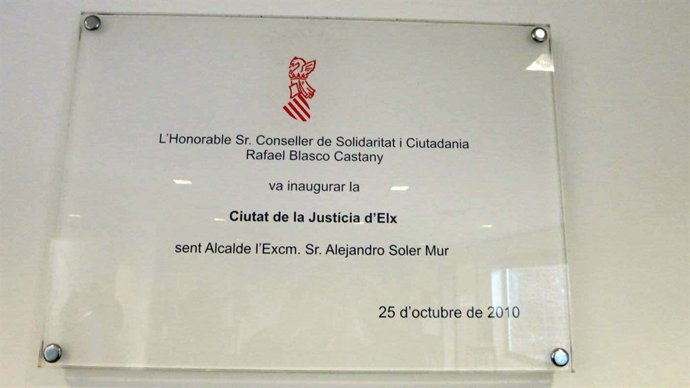 L'Honorable Sr. Conseller de Solidaritat i Ciutadania
Rafael Blasco Castany
va inaugurar la
Ciutat de la Justícia d'Elx
sent Alcalde l'Excm. Sr. Alejandro Soler Mur
25 d'octubre de 2010